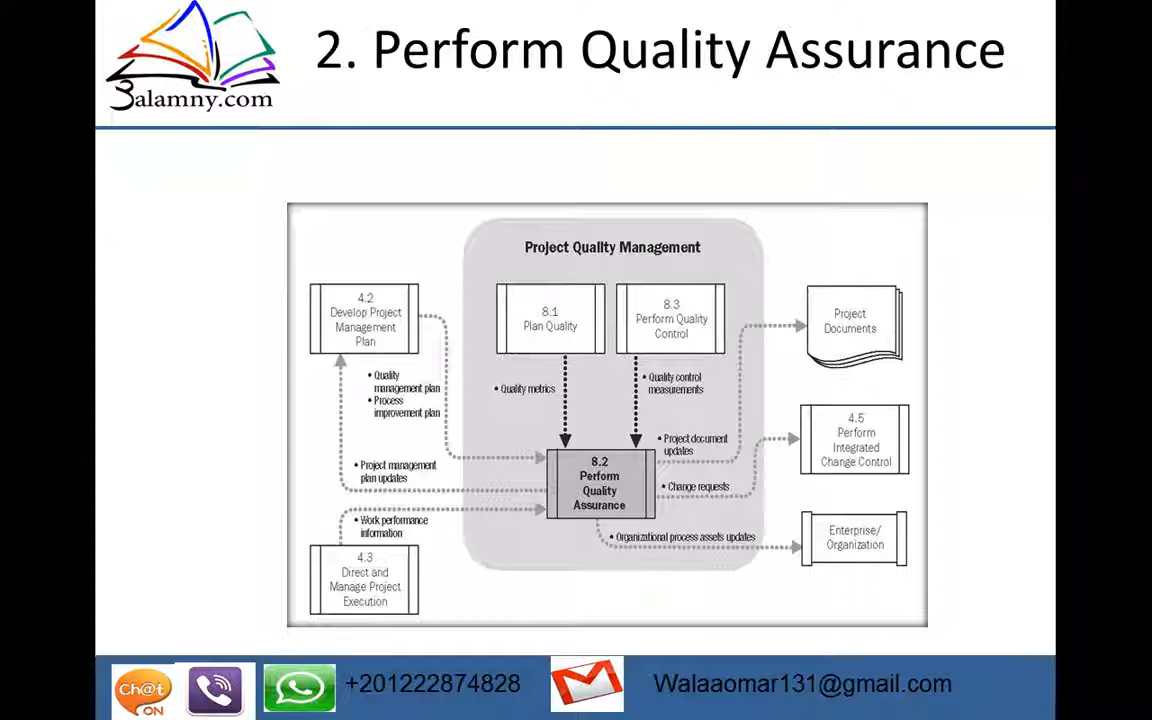 3alamny.com
2. Perform Quality Assurance
Project Quality Management
4.2
Develop Project
Management
Plan
8.1
Plan Quality
8.3
Perform Quality
Control
Project
Documents
• Quality
management plan
• Process
improvement plan
• Quality metrics
• Quality control
measurements
• Project document
updates
4.5
Perform
Integrated
Change Control
8.2
Perform
Quality
Assurance
• Project management
plan updates
• Change requests
• Work performance
information
• Organizational process assets updates
Enterprise/
Organization
4.3
Direct and
Manage Project
Execution
Ch@t
ON
+201222874828
Walaaomar131@gmail.com